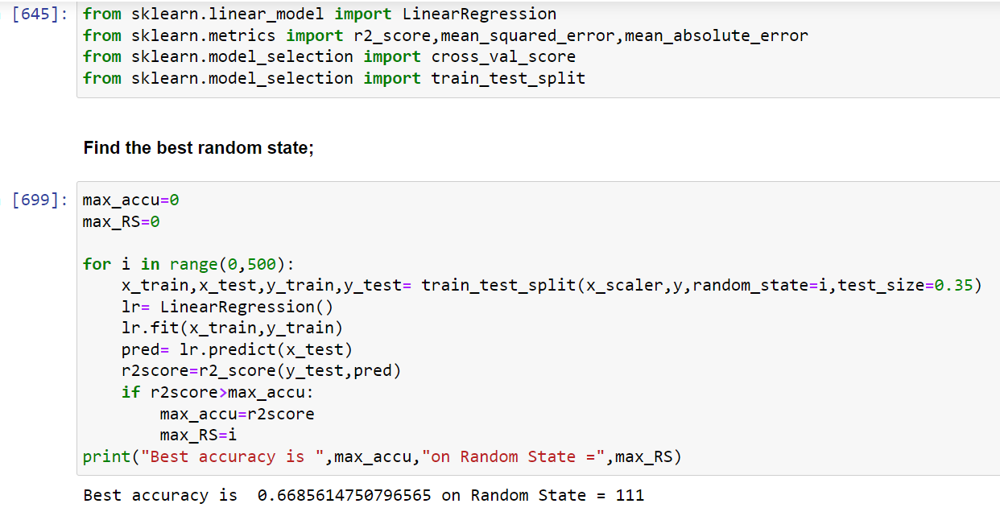 [645]: from sklearn.linear_model import LinearRegression
from sklearn.metrics import r2_score,mean_squared_error,mean_absolute_error
from sklearn.model_selection import cross_val_score
from sklearn.model_selection import train_test_split
Find the best random state;
[699]: max_accu=0
max_RS=0
for i in range(0,500):
    x_train,x_test,y_train,y_test= train_test_split(x_scaler,y,random_state=i,test_size=0.35)
    lr= LinearRegression()
    lr.fit(x_train,y_train)
    pred= lr.predict(x_test)
    r2score=r2_score(y_test,pred)
    if r2score>max_accu:
        max_accu=r2score
        max_RS=i
print("Best accuracy is ",max_accu,"on Random State =",max_RS)
Best accuracy is  0.6685614750796565 on Random State = 111